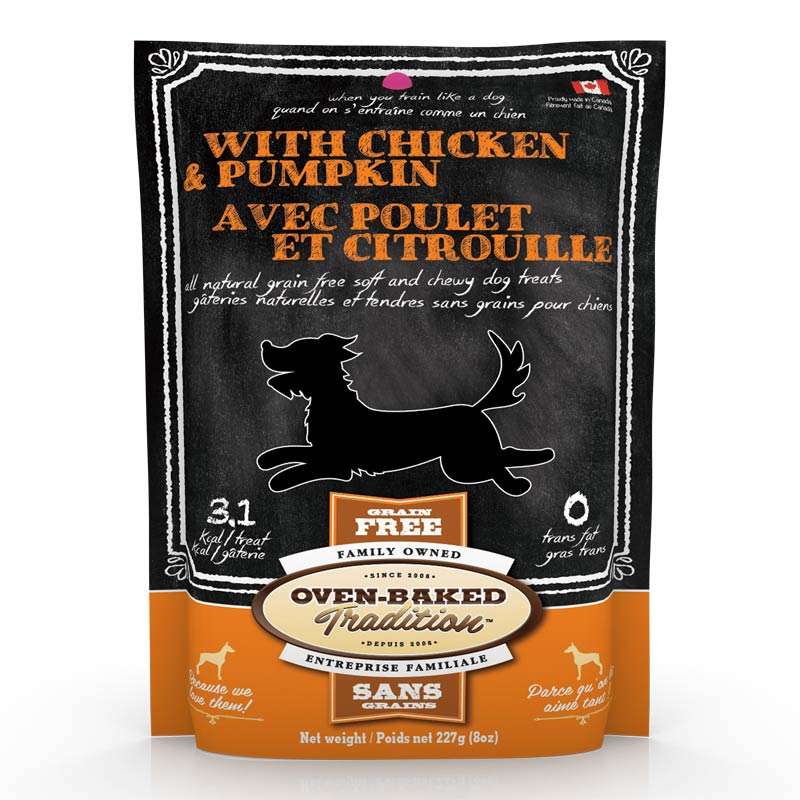 when you train like a dog
quand on s'entraîne comme un chien
Proudly Made in Canada
Fièrement fait au Canada
WITH CHICKEN
& PUMPKIN
AVEC POULET
ET CITROUILLE
all natural grain free soft and chewy dog treats
gâteries naturelles et tendres sans grains pour chiens
3.1
kcal / treat
kcal / gâterie
0
trans fat
gras trans
GRAIN
FREE
FAMILY OWNED
•SINCE 2006•
OVEN-BAKED
Tradition™
•DEPUIS 2006•
ENTREPRISE FAMILIALE
SANS
GRAINS
Because we
love them!
Parce qu'on
aime tant!
Net weight / Poids net 227g (8oz)